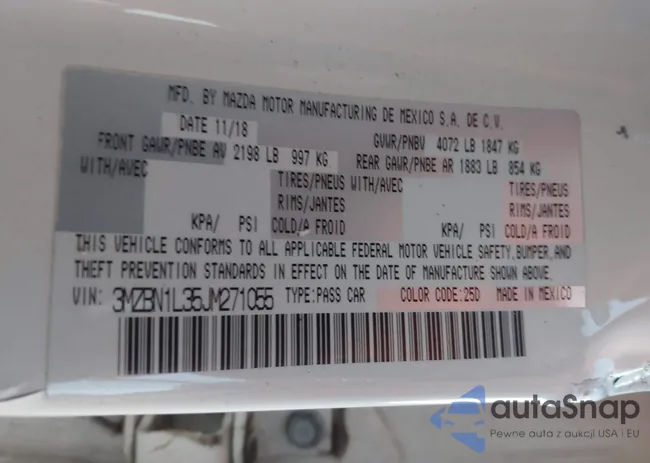 MFD. BY MAZDA MOTOR MANUFACTURING DE MEXICO S.A. DE C.V.
DATE 11/18 GVWR/PNBV 4072 LB 1847 KG
FRONT GAWR/PNBE AV 2198 LB 997 KG REAR GAWR/PNBE AR 1883 LB 854 KG
WITH/AVEC TIRES/PNEUS WITH/AVEC TIRES/PNEUS
RIMS/JANTES RIMS/JANTES
KPA/ PSI COLD/A FROID KPA/ PSI COLD/A FROID
THIS VEHICLE CONFORMS TO ALL APPLICABLE FEDERAL MOTOR VEHICLE SAFETY, BUMPER, AND
THEFT PREVENTION STANDARDS IN EFFECT ON THE DATE OF MANUFACTURE SHOWN ABOVE.
VIN: 3MZBN1L35JM271055 TYPE:PASS CAR COLOR CODE:25D MADE IN MEXICO
autaSnap
Pewne auta z aukcji USA i EU